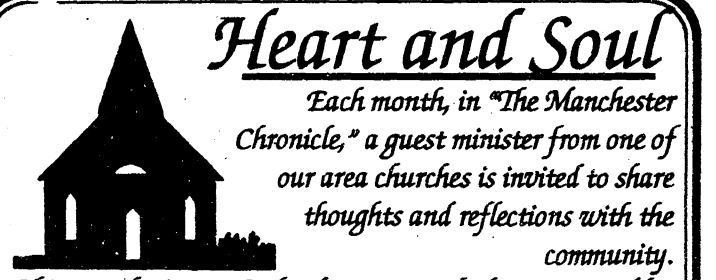 Heart and Soul
Each month, in "The Manchester
Chronicle," a guest minister from one of
our area churches is invited to share
thoughts and reflections with the
community.